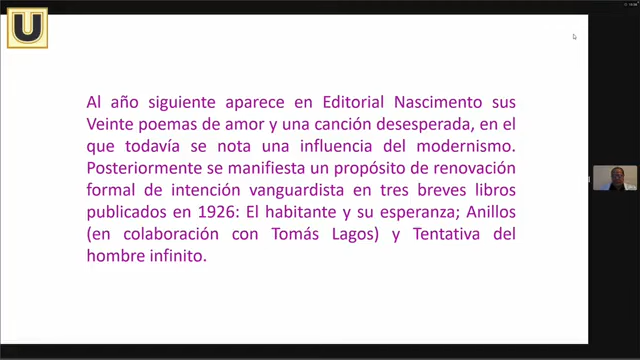 U
Al año siguiente aparece en Editorial Nascimento sus
Veinte poemas de amor y una canción desesperada, en el
que todavía se nota una influencia del modernismo.
Posteriormente se manifiesta un propósito de renovación
formal de intención vanguardista en tres breves libros
publicados en 1926: El habitante y su esperanza; Anillos
(en colaboración con Tomás Lagos) y Tentativa del
hombre infinito.